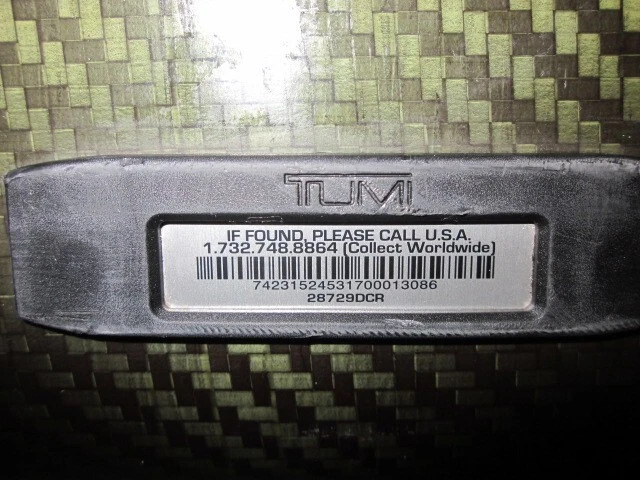 TUMI
IF FOUND, PLEASE CALL U.S.A.
1.732.748.8864 (Collect Worldwide)
74231524531700013086
28729DCR